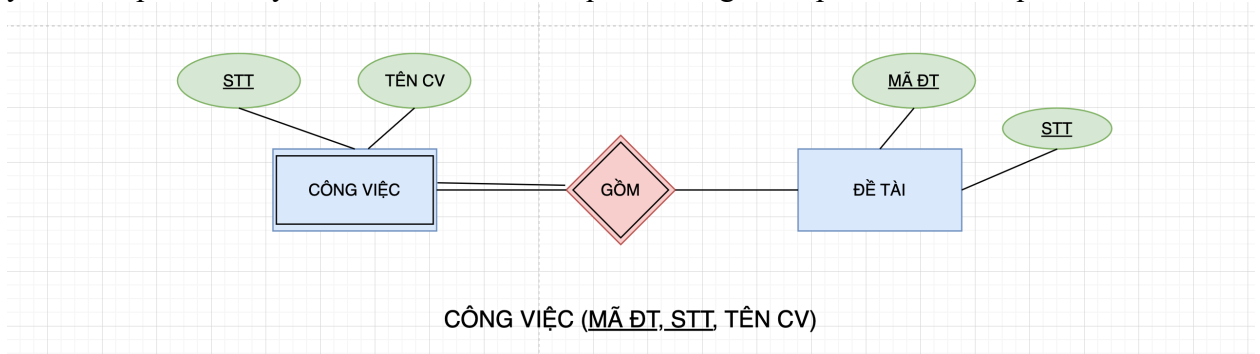 STT
TÊN CV
MÃ ĐT
STT
CÔNG VIỆC
GỒM
ĐỀ TÀI
CÔNG VIỆC (MÃ ĐT, STT, TÊN CV)